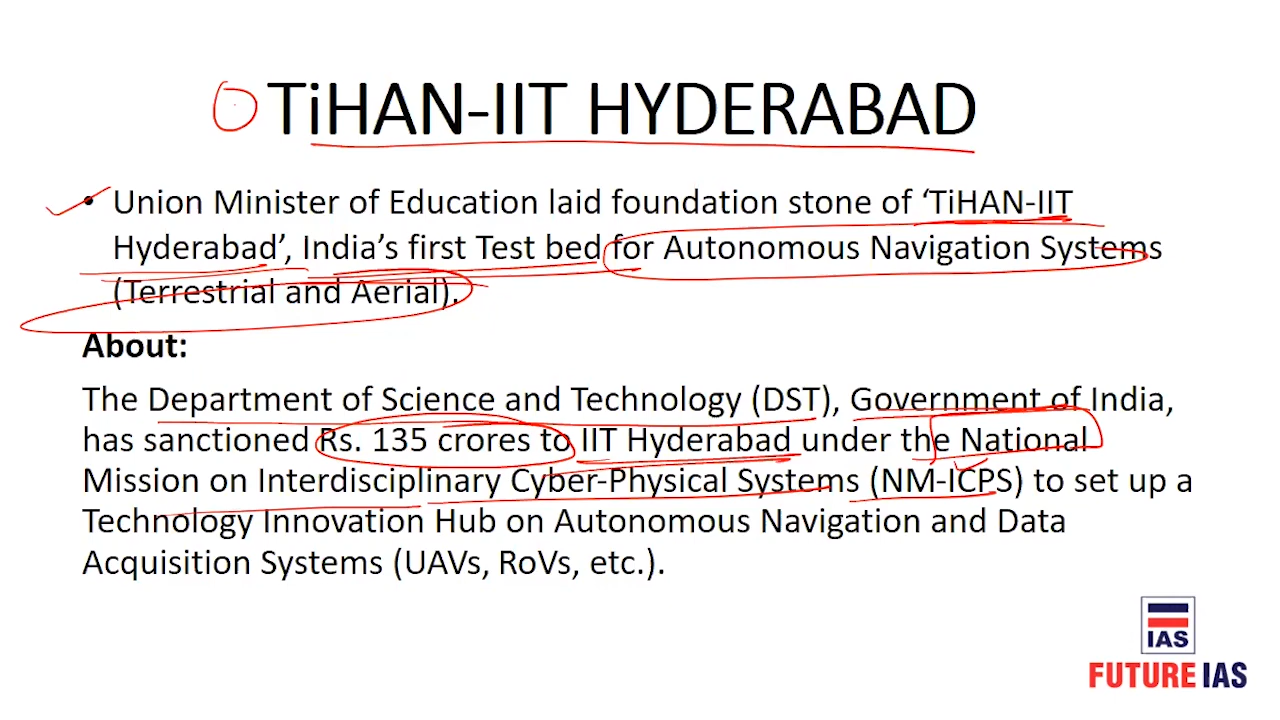 TiHAN-IIT HYDERABAD
• Union Minister of Education laid foundation stone of ‘TiHAN-IIT
Hyderabad’, India’s first Test bed for Autonomous Navigation Systems
(Terrestrial and Aerial).
About:
The Department of Science and Technology (DST), Government of India,
has sanctioned Rs. 135 crores to IIT Hyderabad under the National
Mission on Interdisciplinary Cyber-Physical Systems (NM-ICPS) to set up a
Technology Innovation Hub on Autonomous Navigation and Data
Acquisition Systems (UAVs, RoVs, etc.).
IAS
FUTURE IAS